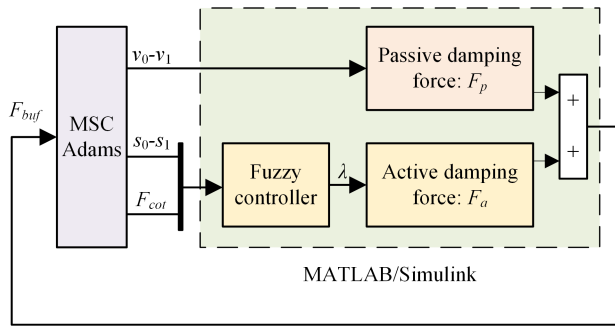 F_buf
MSC
Adams
v_0-v_1
s_0-s_1
F_cot
Fuzzy
controller
λ
Passive damping
force: F_p
Active damping
force: F_a
+
+
MATLAB/Simulink